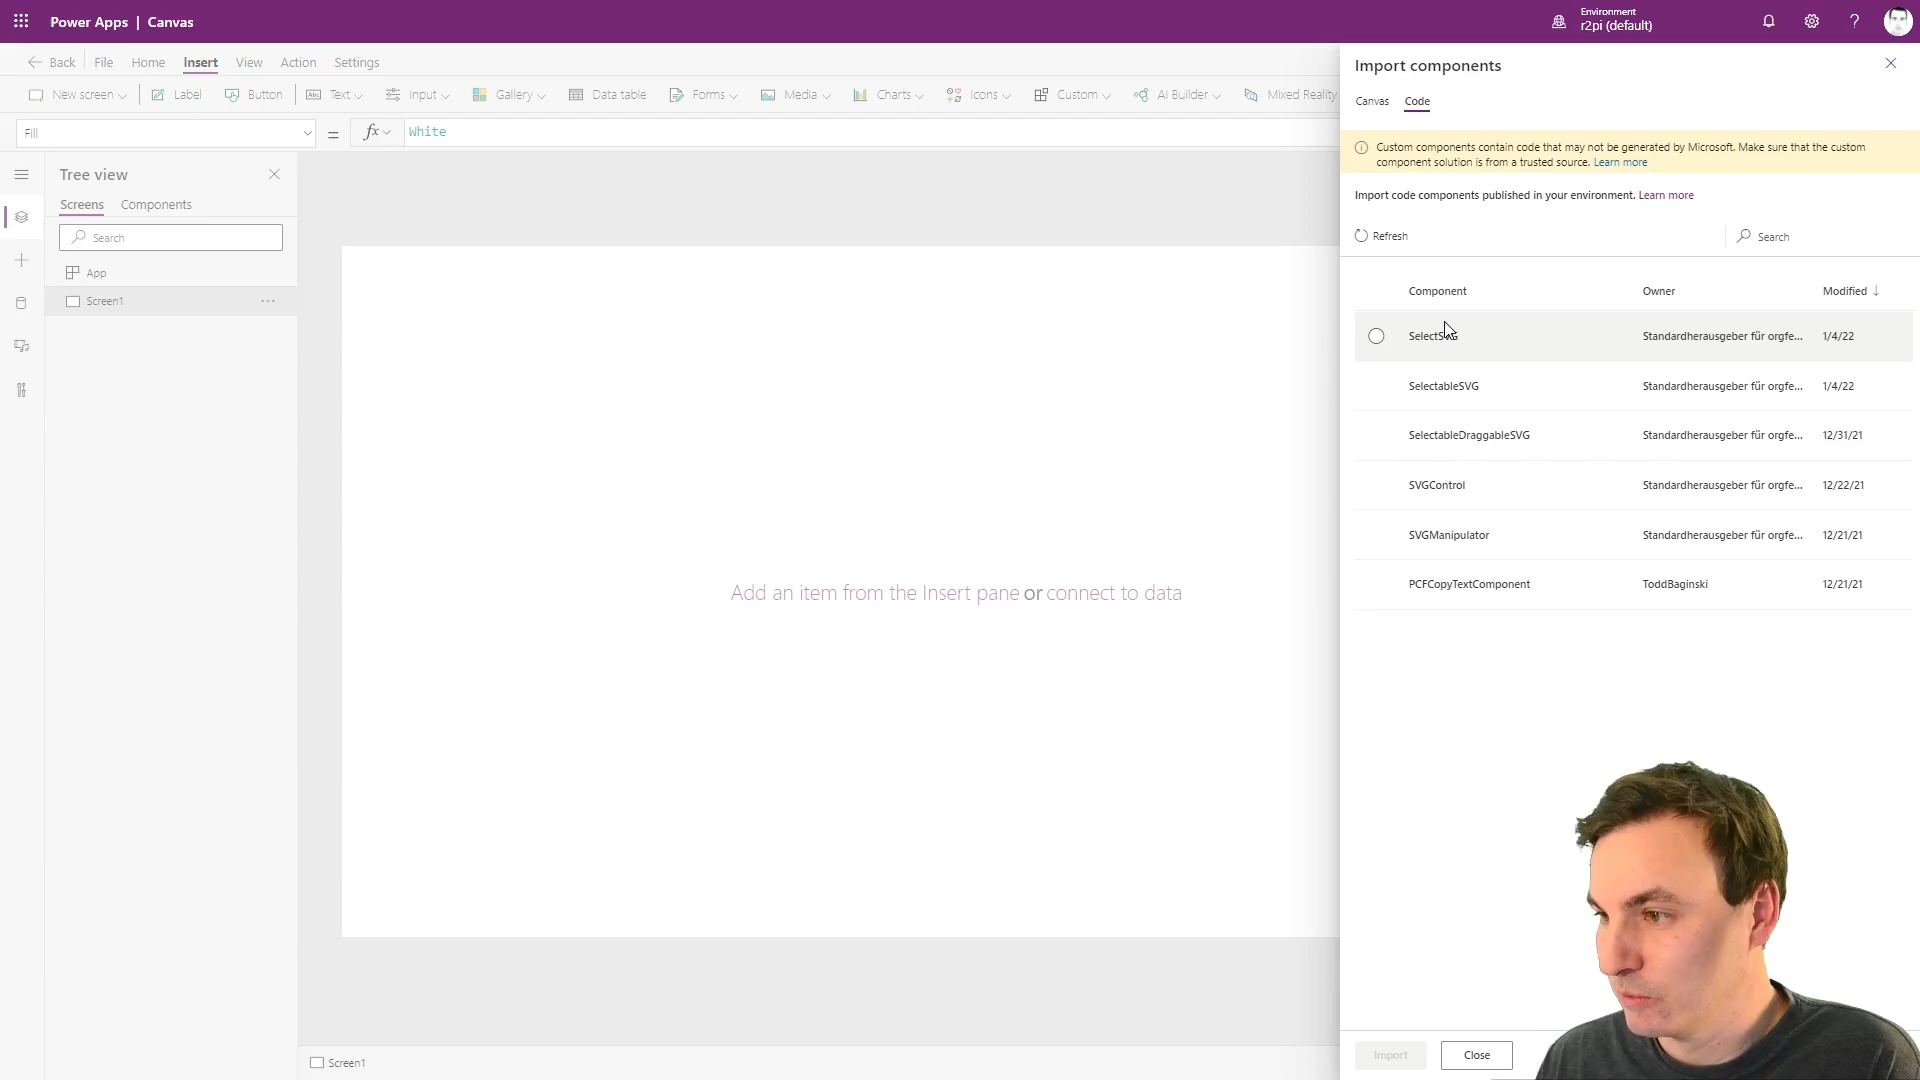 Power Apps | Canvas
Environment
r2pi (default)
?
Back File Home Insert View Action Settings
New screen Label Button Text Input Gallery Data table Forms Media Charts Icons Custom AI Builder Mixed Reality
Fill = fx White
Tree view
Screens Components
Search
App
Screen1 ...
Add an item from the Insert pane or connect to data
Screen1
Import components
Canvas Code
Custom components contain code that may not be generated by Microsoft. Make sure that the custom
component solution is from a trusted source. Learn more
Import code components published in your environment. Learn more
Refresh Search
Component Owner Modified ↓
SelectSVG Standardherausgeber für orgfe... 1/4/22
SelectableSVG Standardherausgeber für orgfe... 1/4/22
SelectableDraggableSVG Standardherausgeber für orgfe... 12/31/21
SVGControl Standardherausgeber für orgfe... 12/22/21
SVGManipulator Standardherausgeber für orgfe... 12/21/21
PCFCopyTextComponent ToddBaginski 12/21/21
Import Close